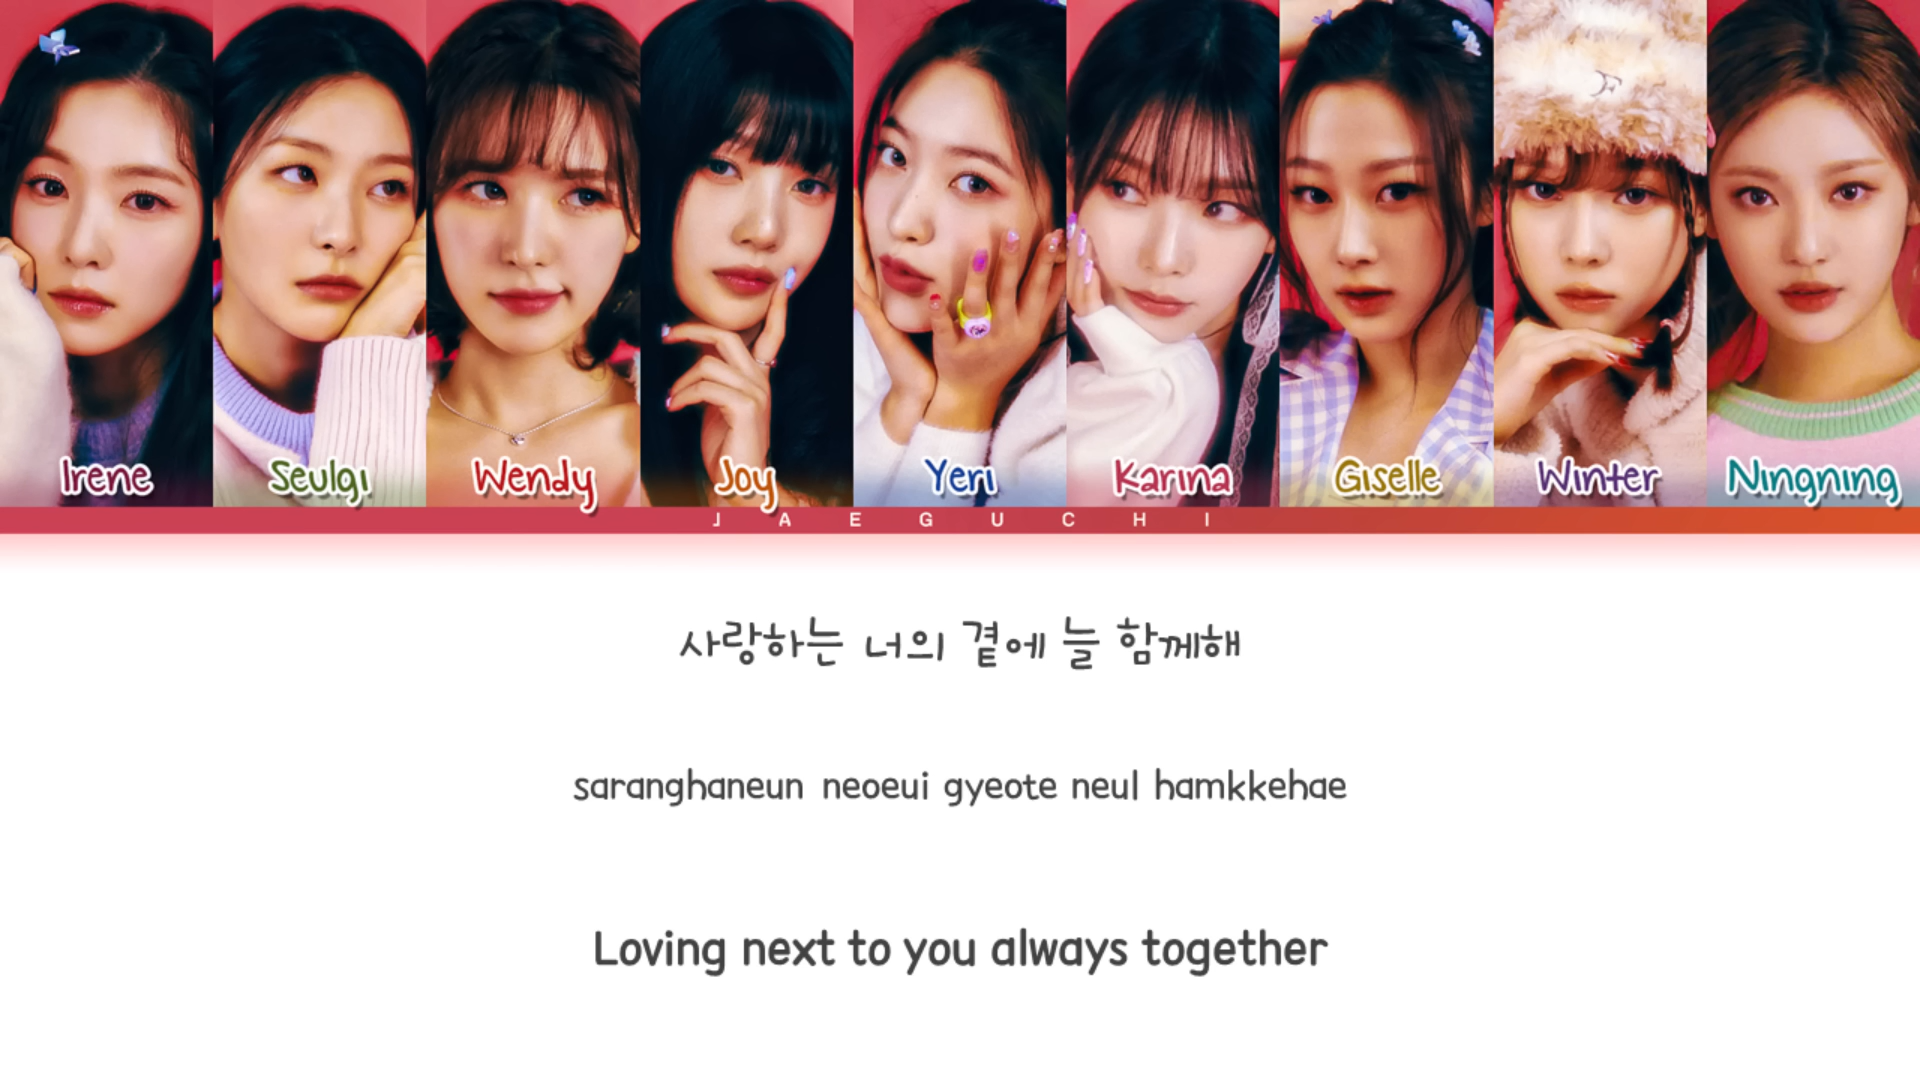 Irene Seulgi Wendy Joy Yeri Karina Giselle Winter Ningning
JAEGUCHI
사랑하는 너의 곁에 늘 함께해
saranghaneun neoeui gyeote neul hamkkehae
Loving next to you always together